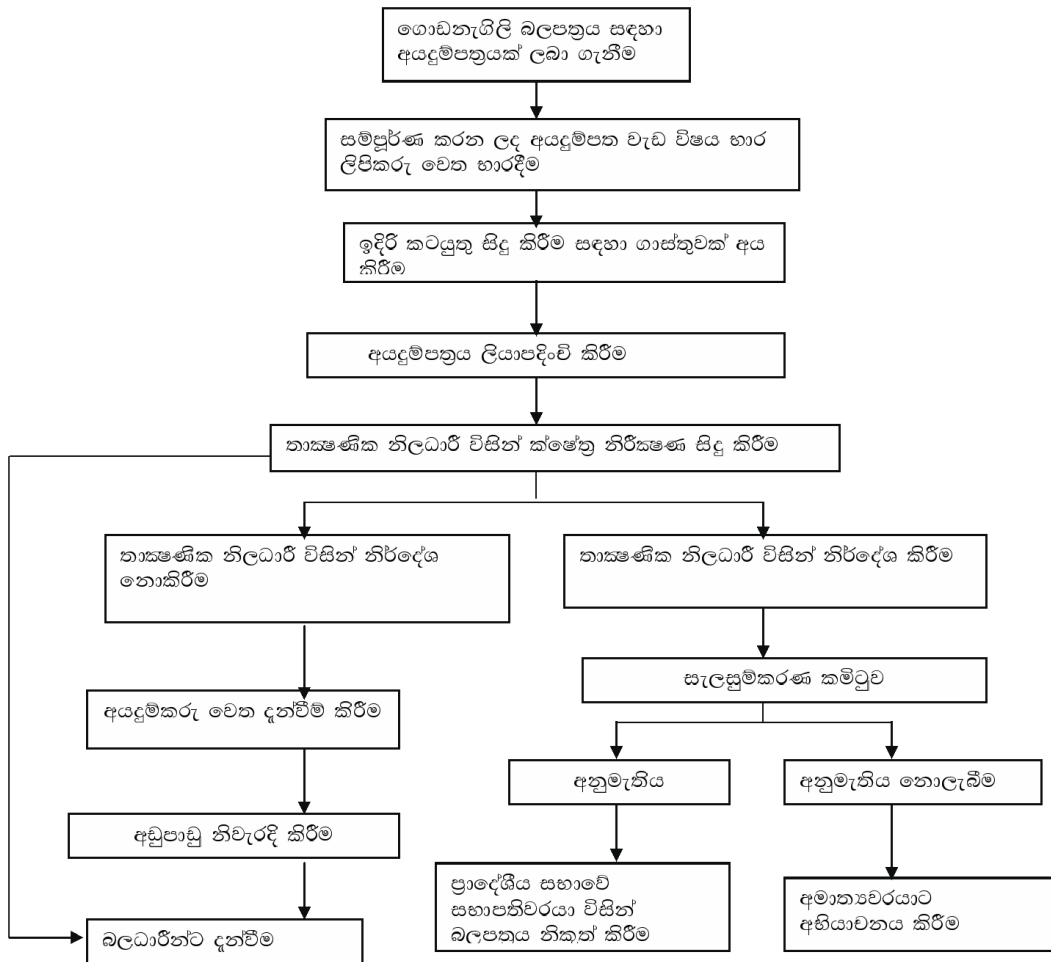 ගොඩනැගිලි බලපත්‍රය සඳහා
අයදුම්පත්‍රයක් ලබා ගැනීම
සම්පූර්ණ කරන ලද අයදුම්පත වැඩ විෂය භාර
ලිපිකරු වෙත භාරදීම
ඉදිරි කටයුතු සිදු කිරීම සඳහා ගාස්තුවක් අය
කිරීම
අයදුම්පත්‍රය ලියාපදිංචි කිරීම
තාක්‍ෂණික නිලධාරී විසින් ක්ෂේත්‍ර නිරීක්‍ෂණ සිදු කිරීම
තාක්‍ෂණික නිලධාරී විසින් නිර්දේශ
නොකිරීම
තාක්‍ෂණික නිලධාරී විසින් නිර්දේශ කිරීම
සැලසුම්කරණ කමිටුව
අයදුම්කරු වෙත දැන්වීම් කිරීම
අනුමැතිය
අනුමැතිය නොලැබීම
අඩුපාඩු නිවැරදි කිරීම
ප්‍රාදේශීය සභාවේ
සභාපතිවරයා විසින්
බලපත්‍රය නිකුත් කිරීම
අමාත්‍යවරයාට
අභියාචනය කිරීම
බලධාරීන්ට දැන්වීම